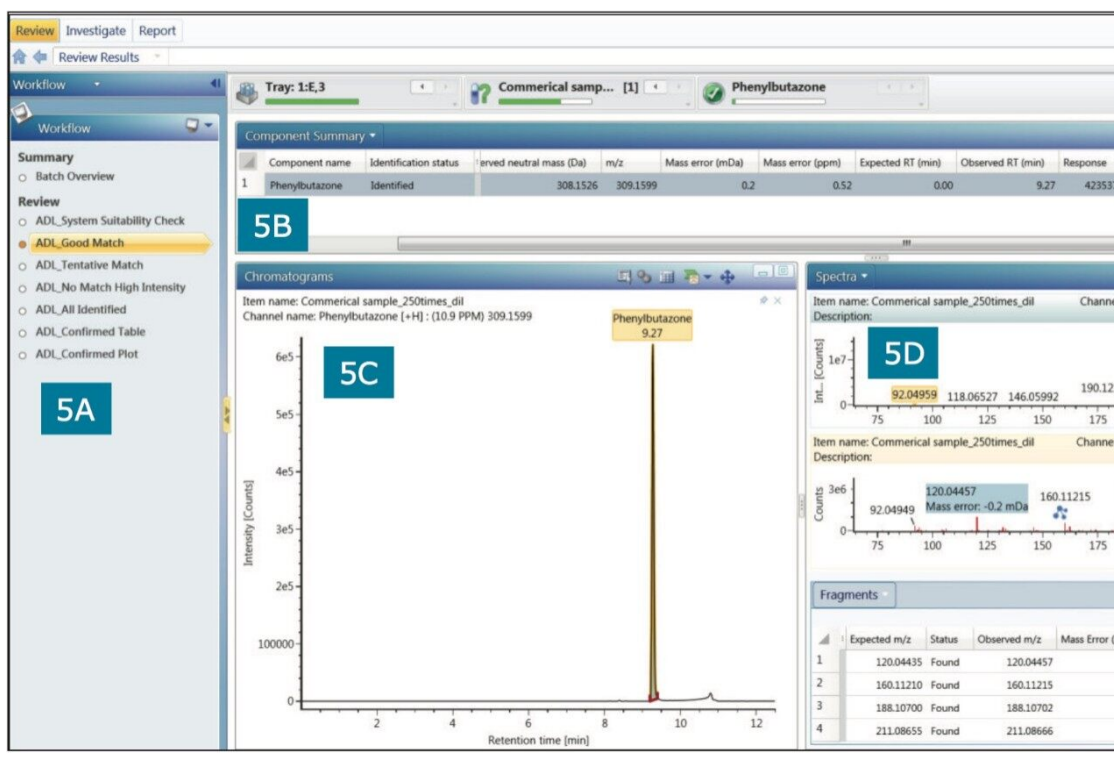 Review Investigate Report
Review Results
Workflow
Tray: 1:E,3
Commerical samp... [1]
Phenylbutazone
Workflow
Summary
Batch Overview
Review
ADL_System Suitability Check
ADL_Good Match
ADL_Tentative Match
ADL_No Match High Intensity
ADL_All Identified
ADL_Confirmed Table
ADL_Confirmed Plot
5A
Component Summary
Component name Identification status erved neutral mass (Da) m/z Mass error (mDa) Mass error (ppm) Expected RT (min) Observed RT (min) Response
1 Phenylbutazone Identified 308.1526 309.1599 0.2 0.52 0.00 9.27 423537
5B
Chromatograms
Item name: Commerical sample_250times_dil
Channel name: Phenylbutazone [+H] : (10.9 PPM) 309.1599
Phenylbutazone
9.27
5C
Intensity [Counts]
6e5
5e5
4e5
3e5
2e5
100000
0
2 4 6 8 10 12
Retention time [min]
Spectra
Item name: Commerical sample_250times_dil Channe
Description:
5D
Int... [Counts]
1e7
0
92.04959 118.06527 146.05992 190.12
75 100 125 150 175
Item name: Commerical sample_250times_dil Channe
Description:
Counts
3e6
0
92.04949
120.04457
Mass error: -0.2 mDa
160.11215
75 100 125 150 175
Fragments
Expected m/z Status Observed m/z Mass Error (
1 120.04435 Found 120.04457
2 160.11210 Found 160.11215
3 188.10700 Found 188.10702
4 211.08655 Found 211.08666